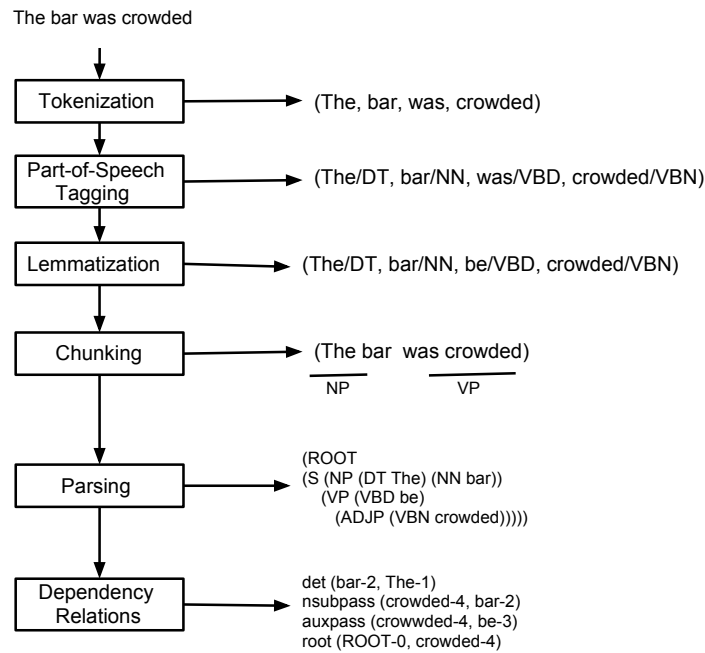 The bar was crowded
Tokenization
(The, bar, was, crowded)
Part-of-Speech
Tagging
(The/DT, bar/NN, was/VBD, crowded/VBN)
Lemmatization
(The/DT, bar/NN, be/VBD, crowded/VBN)
Chunking
(The bar was crowded)
NP VP
Parsing
(ROOT
(S (NP (DT The) (NN bar))
(VP (VBD be)
(ADJP (VBN crowded)))))
Dependency
Relations
det (bar-2, The-1)
nsubpass (crowded-4, bar-2)
auxpass (crowwded-4, be-3)
root (ROOT-0, crowded-4)